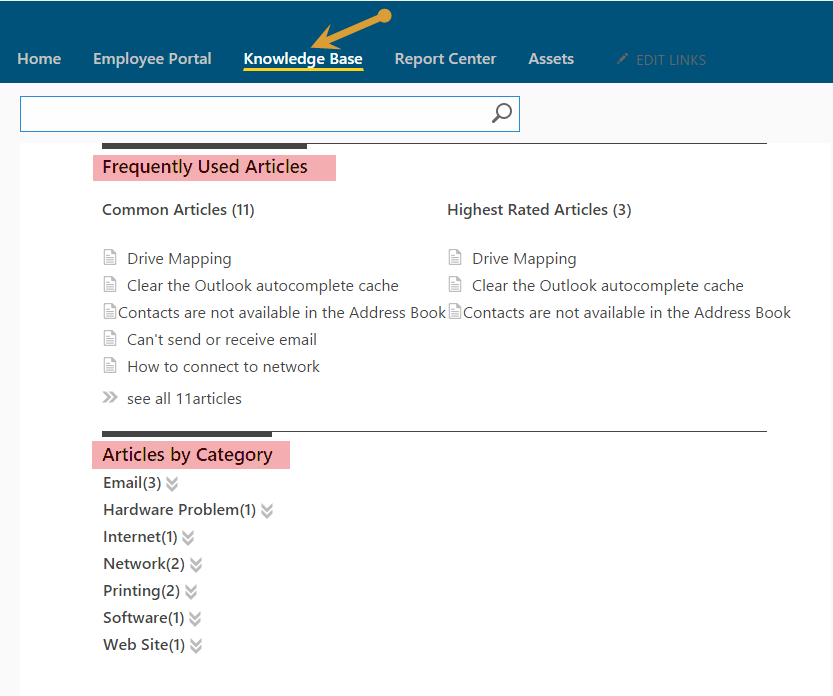 Home Employee Portal Knowledge Base Report Center Assets EDIT LINKS
Frequently Used Articles
Common Articles (11)
Drive Mapping
Clear the Outlook autocomplete cache
Contacts are not available in the Address Book
Can't send or receive email
How to connect to network
see all 11articles
Highest Rated Articles (3)
Drive Mapping
Clear the Outlook autocomplete cache
Contacts are not available in the Address Book
Articles by Category
Email(3)
Hardware Problem(1)
Internet(1)
Network(2)
Printing(2)
Software(1)
Web Site(1)